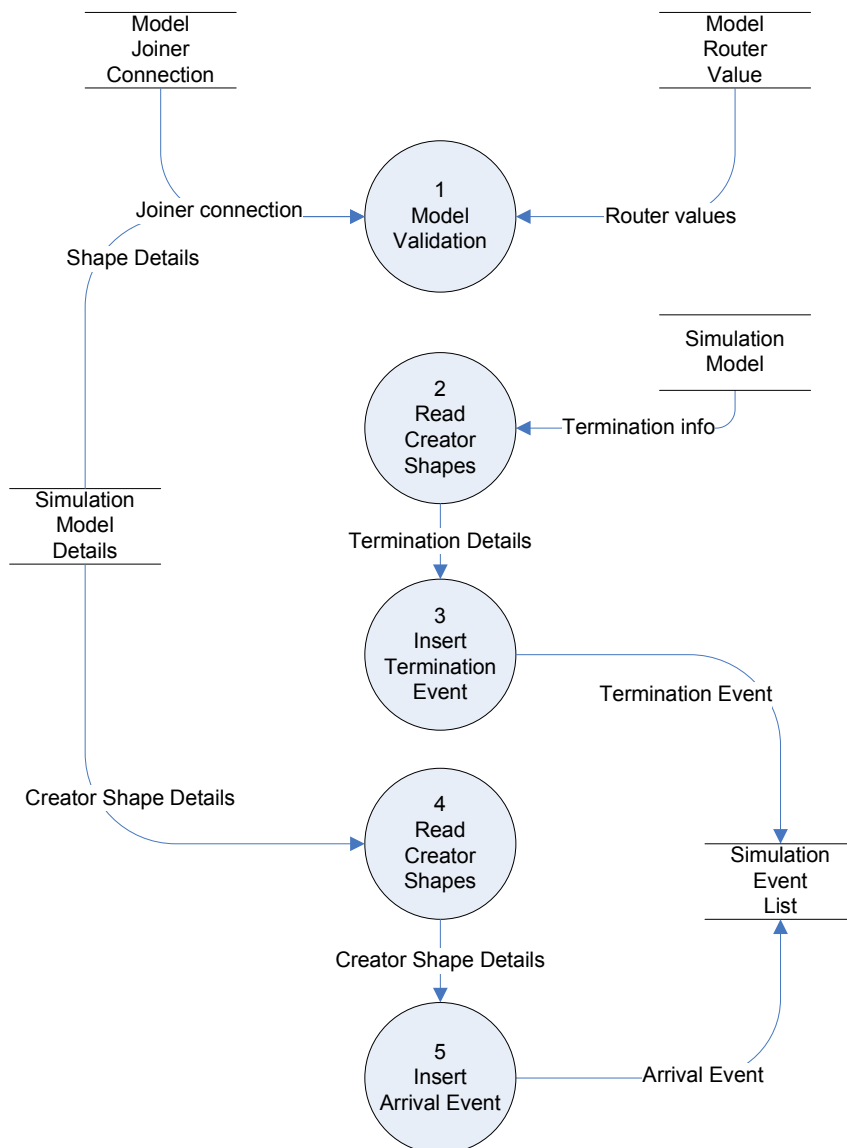 Model
Joiner
Connection
Model
Router
Value
1
Model
Validation
Joiner connection
Router values
Shape Details
Simulation
Model
2
Read
Creator
Shapes
Termination info
Simulation
Model
Details
Termination Details
3
Insert
Termination
Event
Termination Event
Creator Shape Details
4
Read
Creator
Shapes
Simulation
Event
List
Creator Shape Details
5
Insert
Arrival Event
Arrival Event